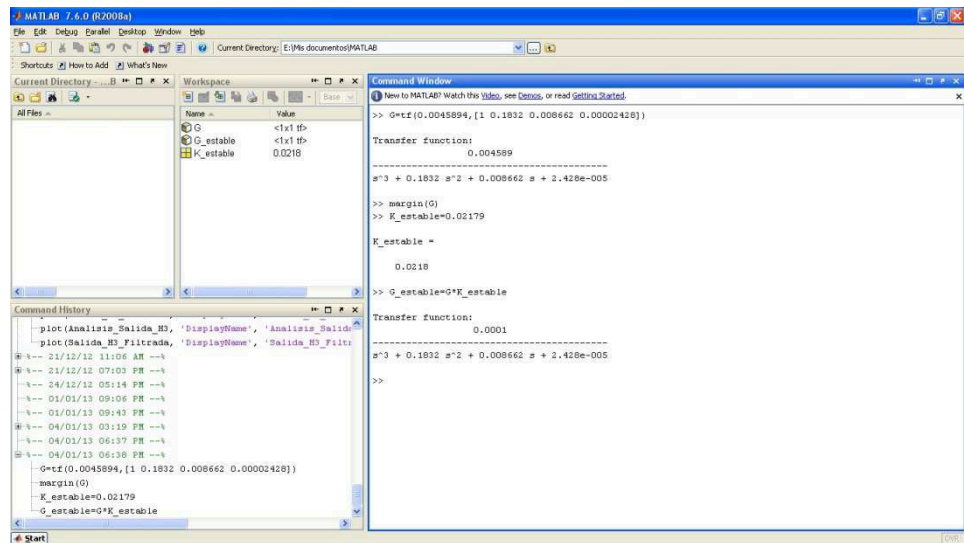 MATLAB 7.6.0 (R2008a)
File Edit Debug Parallel Desktop Window Help
Current Directory: E:\Mis documentos\MATLAB
Shortcuts How to Add What's New
Current Directory - ...B
All Files
Workspace
Base
Name Value
G <1x1 tf>
G_estable <1x1 tf>
K_estable 0.0218
Command History
plot(Analisis_Salida_H3, 'DisplayName', 'Analisis_Salida
plot(Salida_H3_Filtrada, 'DisplayName', 'Salida_H3_Filtr
%-- 21/12/12 11:06 AM --%
%-- 21/12/12 07:03 PM --%
%-- 24/12/12 05:14 PM --%
%-- 01/01/13 09:06 PM --%
%-- 01/01/13 09:43 PM --%
%-- 04/01/13 03:19 PM --%
%-- 04/01/13 06:37 PM --%
%-- 04/01/13 06:38 PM --%
G=tf(0.0045894,[1 0.1832 0.008662 0.00002428])
margin(G)
K_estable=0.02179
G_estable=G*K_estable
Command Window
New to MATLAB? Watch this Video, see Demos, or read Getting Started.
>> G=tf(0.0045894,[1 0.1832 0.008662 0.00002428])
Transfer function:
0.004589
-----------------------------------------
s^3 + 0.1832 s^2 + 0.008662 s + 2.428e-005
>> margin(G)
>> K_estable=0.02179
K_estable =
0.0218
>> G_estable=G*K_estable
Transfer function:
0.0001
-----------------------------------------
s^3 + 0.1832 s^2 + 0.008662 s + 2.428e-005
>>
Start
OVR